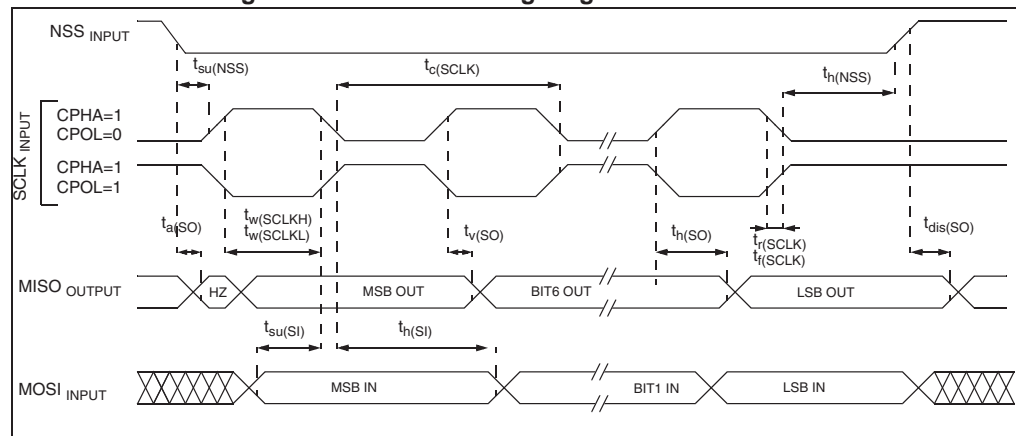 NSS INPUT
tsu(NSS)
tc(SCLK)
th(NSS)
SCLK INPUT
CPHA=1
CPOL=0
CPHA=1
CPOL=1
ta(SO)
tw(SCLKH)
tw(SCLKL)
tv(SO)
th(SO)
tr(SCLK)
tf(SCLK)
tdis(SO)
MISO OUTPUT
HZ
MSB OUT
BIT6 OUT
LSB OUT
tsu(SI)
th(SI)
MOSI INPUT
MSB IN
BIT1 IN
LSB IN